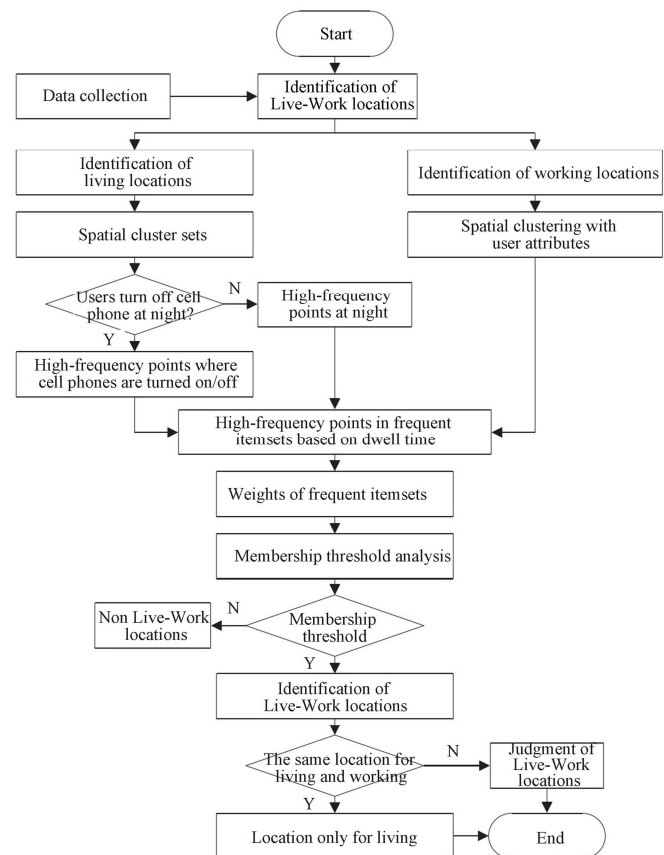 Start
Data collection
Identification of
Live-Work locations
Identification of
living locations
Identification of working locations
Spatial cluster sets
Spatial clustering with
user attributes
Users turn off cell
phone at night?
N
High-frequency
points at night
Y
High-frequency points where
cell phones are turned on/off
High-frequency points in frequent
itemsets based on dwell time
Weights of frequent itemsets
Membership threshold analysis
Membership
threshold
N
Non Live-Work
locations
Y
Identification of
Live-Work locations
The same location for
living and working
N
Judgment of
Live-Work
locations
Y
Location only for living
End